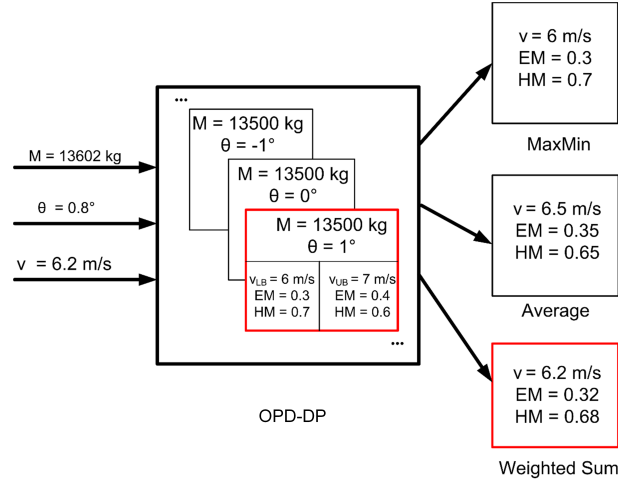 M = 13602 kg
θ = 0.8°
v = 6.2 m/s
...
M = 13500 kg
θ = -1°
M = 13500 kg
θ = 0°
M = 13500 kg
θ = 1°
vLB = 6 m/s
EM = 0.3
HM = 0.7
vUB = 7 m/s
EM = 0.4
HM = 0.6
...
OPD-DP
v = 6 m/s
EM = 0.3
HM = 0.7
MaxMin
v = 6.5 m/s
EM = 0.35
HM = 0.65
Average
v = 6.2 m/s
EM = 0.32
HM = 0.68
Weighted Sum